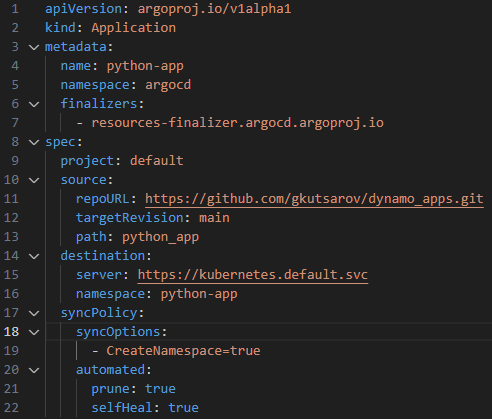 1 apiVersion: argoproj.io/v1alpha1
2 kind: Application
3 metadata:
4   name: python-app
5   namespace: argocd
6   finalizers:
7     - resources-finalizer.argocd.argoproj.io
8 spec:
9   project: default
10   source:
11     repoURL: https://github.com/gkutsarov/dynamo_apps.git
12     targetRevision: main
13     path: python_app
14   destination:
15     server: https://kubernetes.default.svc
16     namespace: python-app
17   syncPolicy:
18     syncOptions:
19       - CreateNamespace=true
20     automated:
21       prune: true
22       selfHeal: true